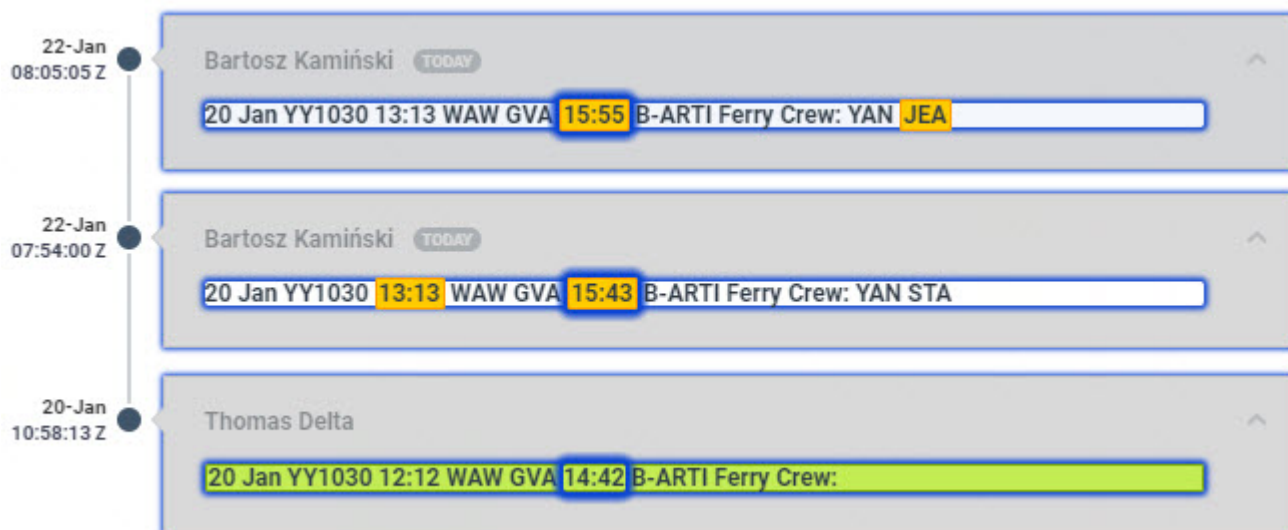 22-Jan
08:05:05 Z
Bartosz Kamiński TODAY
20 Jan YY1030 13:13 WAW GVA 15:55 B-ARTI Ferry Crew: YAN JEA
22-Jan
07:54:00 Z
Bartosz Kamiński TODAY
20 Jan YY1030 13:13 WAW GVA 15:43 B-ARTI Ferry Crew: YAN STA
20-Jan
10:58:13 Z
Thomas Delta
20 Jan YY1030 12:12 WAW GVA 14:42 B-ARTI Ferry Crew: